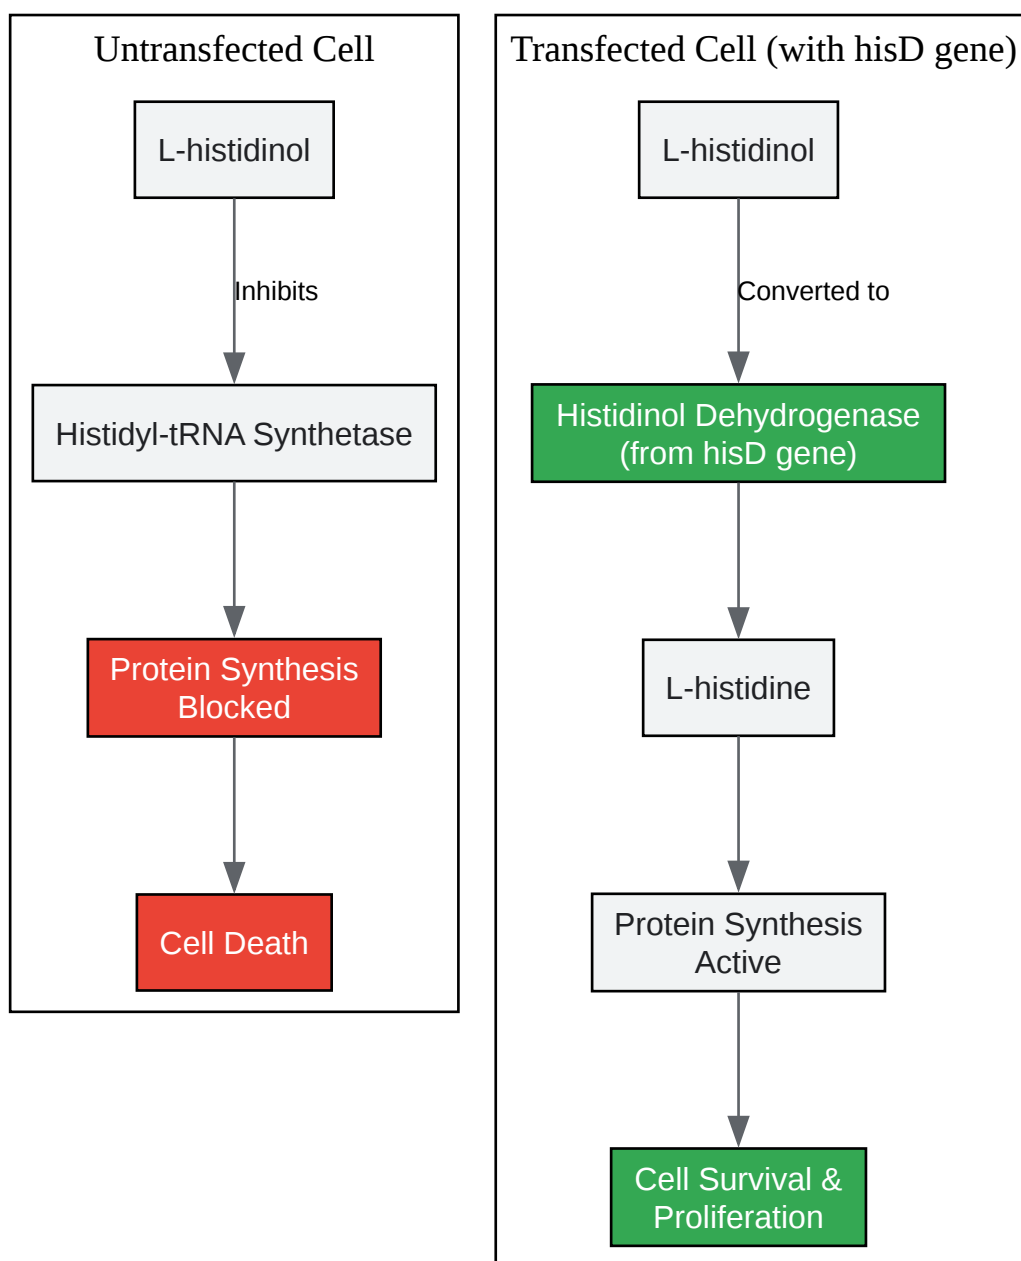 Untransfected Cell
L-histidinol
Inhibits
Histidyl-tRNA Synthetase
Protein Synthesis
Blocked
Cell Death
Transfected Cell (with hisD gene)
L-histidinol
Converted to
Histidinol Dehydrogenase
(from hisD gene)
L-histidine
Protein Synthesis
Active
Cell Survival &
Proliferation